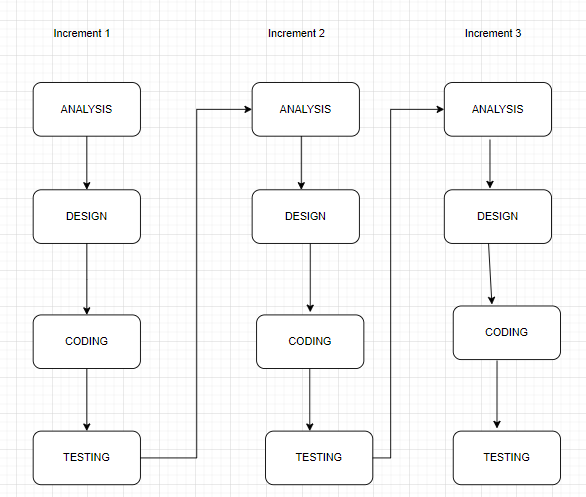 Increment 1
Increment 2
Increment 3
ANALYSIS
ANALYSIS
ANALYSIS
DESIGN
DESIGN
DESIGN
CODING
CODING
CODING
TESTING
TESTING
TESTING